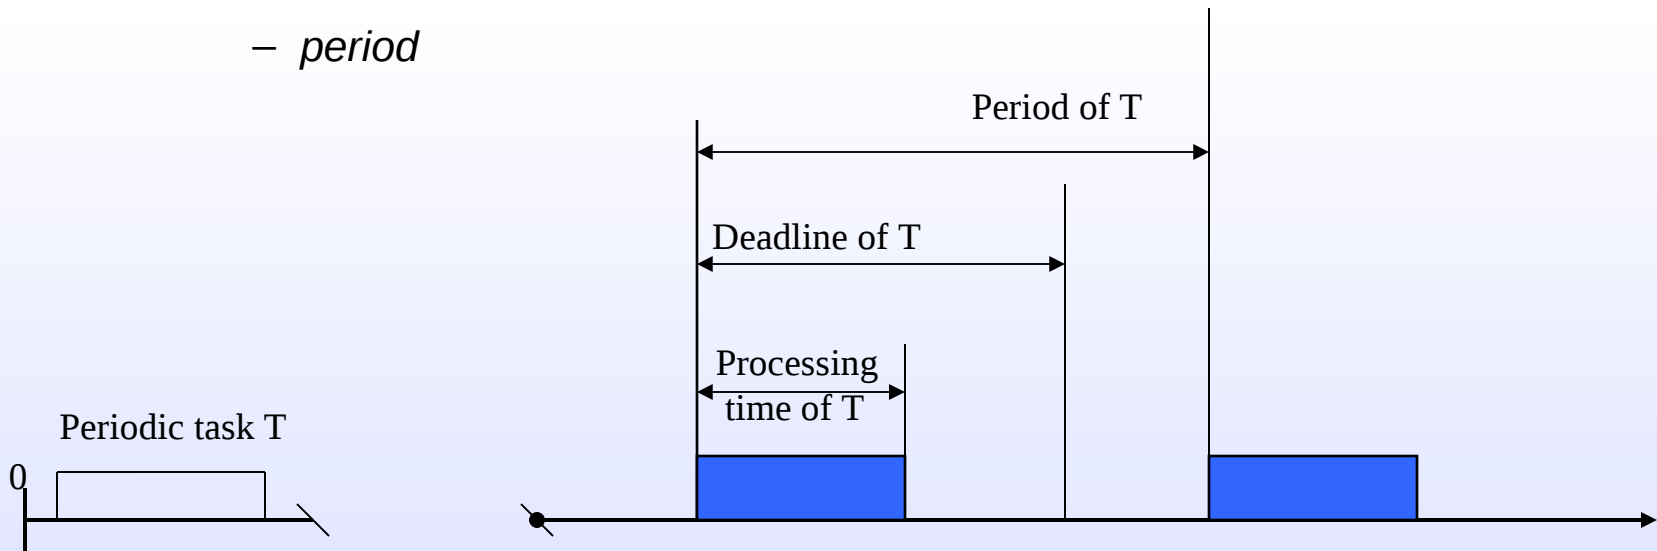 – period
Period of T
Deadline of T
Processing
time of T
Periodic task T
0